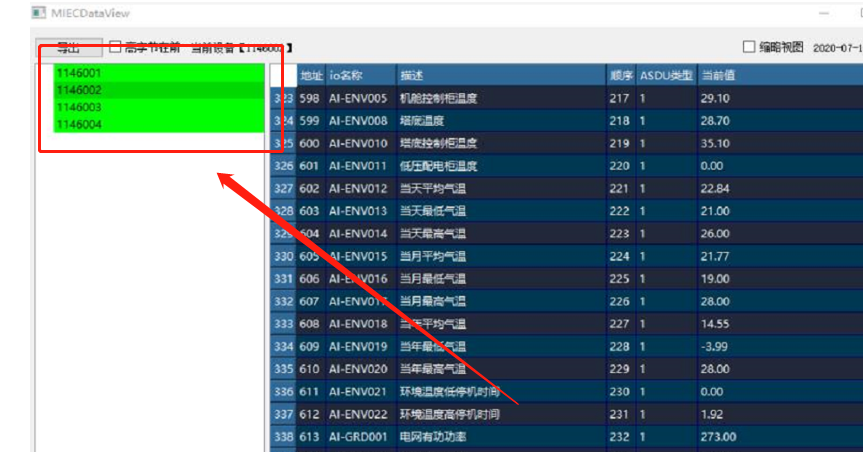 MIECDataView
导出 高字节在前 当前设备【1146002】 缩略视图 2020-07-1
1146001
1146002
1146003
1146004
地址 io名称 描述 顺序 ASDU类型 当前值
323 598 AI-ENV005 机舱控制柜温度 217 1 29.10
324 599 AI-ENV008 塔底温度 218 1 28.70
325 600 AI-ENV010 塔底控制柜温度 219 1 35.10
326 601 AI-ENV011 低压配电柜温度 220 1 0.00
327 602 AI-ENV012 当天平均气温 221 1 22.84
328 603 AI-ENV013 当天最低气温 222 1 21.00
329 604 AI-ENV014 当天最高气温 223 1 26.00
330 605 AI-ENV015 当月平均气温 224 1 21.77
331 606 AI-ENV016 当月最低气温 225 1 19.00
332 607 AI-ENV017 当月最高气温 226 1 28.00
333 608 AI-ENV018 当年平均气温 227 1 14.55
334 609 AI-ENV019 当年最低气温 228 1 -3.99
335 610 AI-ENV020 当年最高气温 229 1 28.00
336 611 AI-ENV021 环境温度低停机时间 230 1 0.00
337 612 AI-ENV022 环境温度高停机时间 231 1 1.92
338 613 AI-GRD001 电网有功功率 232 1 273.00